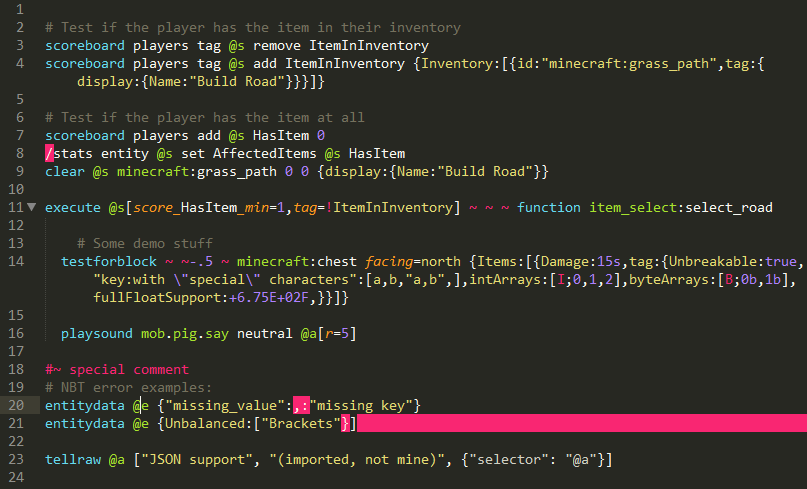 1
2 # Test if the player has the item in their inventory
3 scoreboard players tag @s remove ItemInInventory
4 scoreboard players tag @s add ItemInInventory {Inventory:[{id:"minecraft:grass_path",tag:{
display:{Name:"Build Road"}}}]}
5
6 # Test if the player has the item at all
7 scoreboard players add @s HasItem 0
8 /stats entity @s set AffectedItems @s HasItem
9 clear @s minecraft:grass_path 0 0 {display:{Name:"Build Road"}}
10
11 execute @s[score_HasItem_min=1,tag=!ItemInInventory] ~ ~ ~ function item_select:select_road
12
13 # Some demo stuff
14 testforblock ~ ~-.5 ~ minecraft:chest facing=north {Items:[{Damage:15s,tag:{Unbreakable:true,
"key:with \"special\" characters":[a,b,"a,b",],intArrays:[I;0,1,2],byteArrays:[B;0b,1b],
fullFloatSupport:+6.75E+02F,}}]}
15
16 playsound mob.pig.say neutral @a[r=5]
17
18 #~ special comment
19 # NBT error examples:
20 entitydata @e {"missing_value":,:"missing key"}
21 entitydata @e {Unbalanced:["Brackets"}]
22
23 tellraw @a ["JSON support", "(imported, not mine)", {"selector": "@a"}]
24